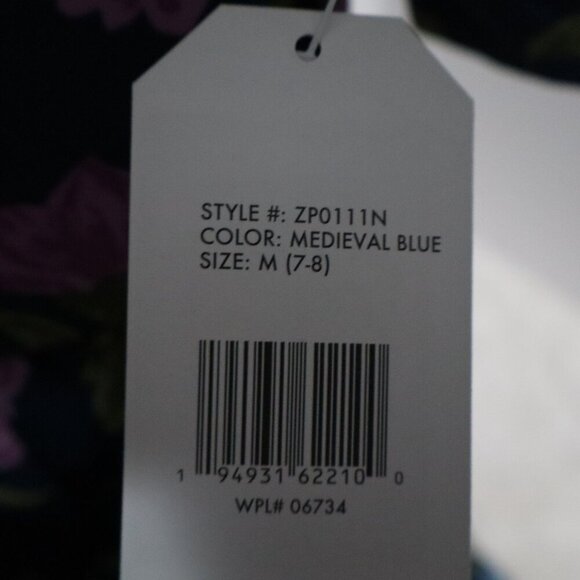 STYLE #: ZP0111N
COLOR: MEDIEVAL BLUE
SIZE: M (7-8)
1 94931 62210 0
WPL# 06734